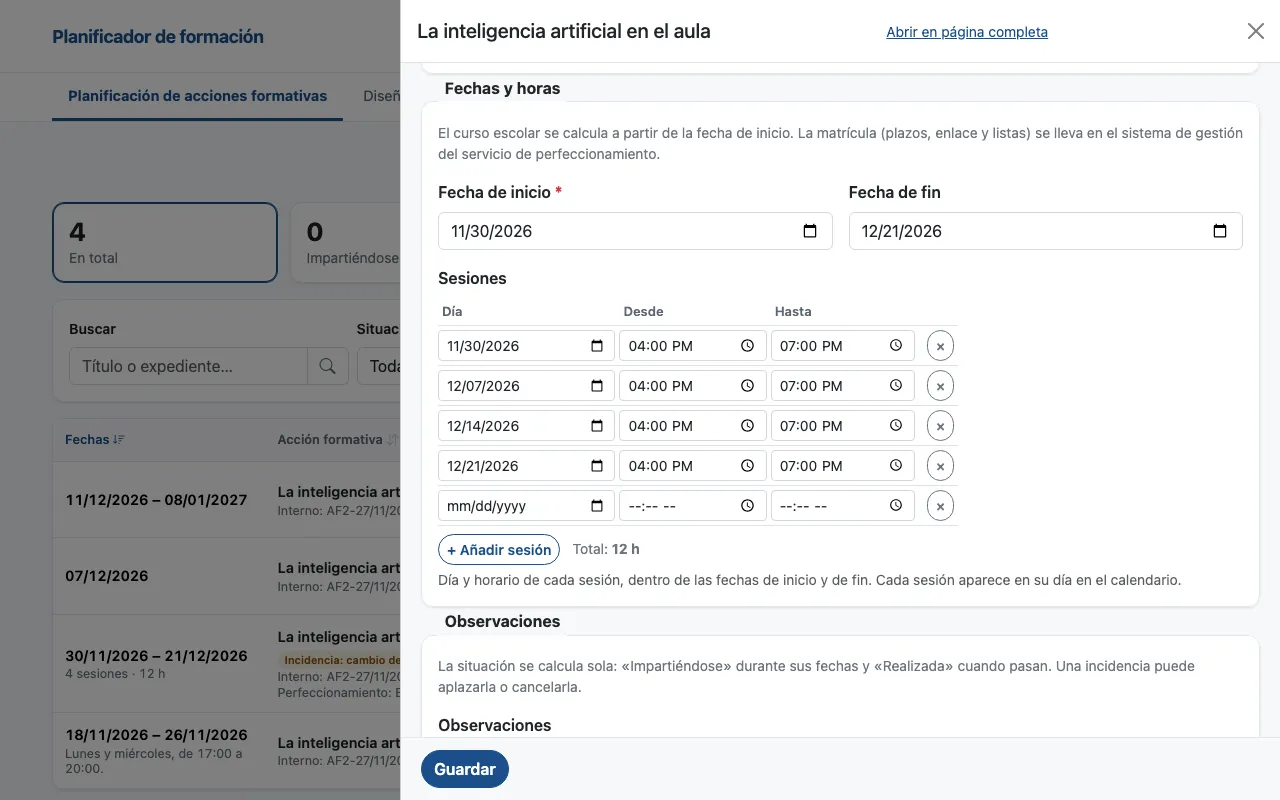 Planificador de formación
Planificación de acciones formativas
Diseñ
4
En total
0
Impartiéndose
Buscar
Situac
Título o expediente...
Toda
Fechas
Acción formativa
11/12/2026 – 08/01/2027
La inteligencia art
Interno: AF2-27/11/20
07/12/2026
La inteligencia art
Interno: AF2-27/11/20
30/11/2026 – 21/12/2026
4 sesiones · 12 h
La inteligencia art
Incidencia: cambio de
Interno: AF2-27/11/20
Perfeccionamiento: E
18/11/2026 – 26/11/2026
Lunes y miércoles, de 17:00 a
20:00.
La inteligencia art
Interno: AF2-27/11/20
La inteligencia artificial en el aula
Abrir en página completa
Fechas y horas
El curso escolar se calcula a partir de la fecha de inicio. La matrícula (plazos, enlace y listas) se lleva en el sistema de gestión
del servicio de perfeccionamiento.
Fecha de inicio *
Fecha de fin
11/30/2026
12/21/2026
Sesiones
Día Desde Hasta
11/30/2026 04:00 PM 07:00 PM ×
12/07/2026 04:00 PM 07:00 PM ×
12/14/2026 04:00 PM 07:00 PM ×
12/21/2026 04:00 PM 07:00 PM ×
mm/dd/yyyy --:-- -- --:-- -- ×
+ Añadir sesión Total: 12 h
Día y horario de cada sesión, dentro de las fechas de inicio y de fin. Cada sesión aparece en su día en el calendario.
Observaciones
La situación se calcula sola: «Impartiéndose» durante sus fechas y «Realizada» cuando pasan. Una incidencia puede
aplazarla o cancelarla.
Observaciones
Guardar